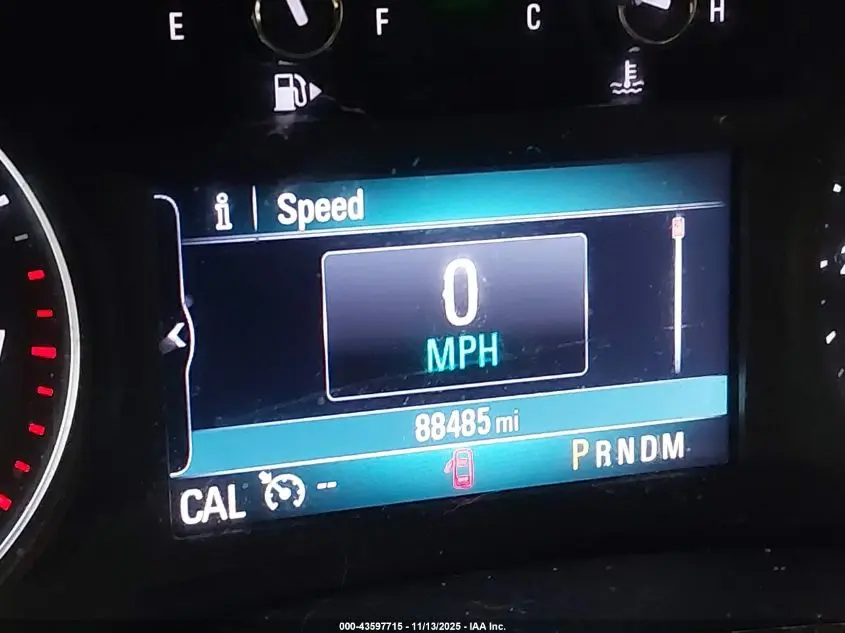 E F C H
i Speed
0
MPH
88485 mi
CAL -- PRNDM
000-43597715 - 11/13/2025 - IAA Inc.